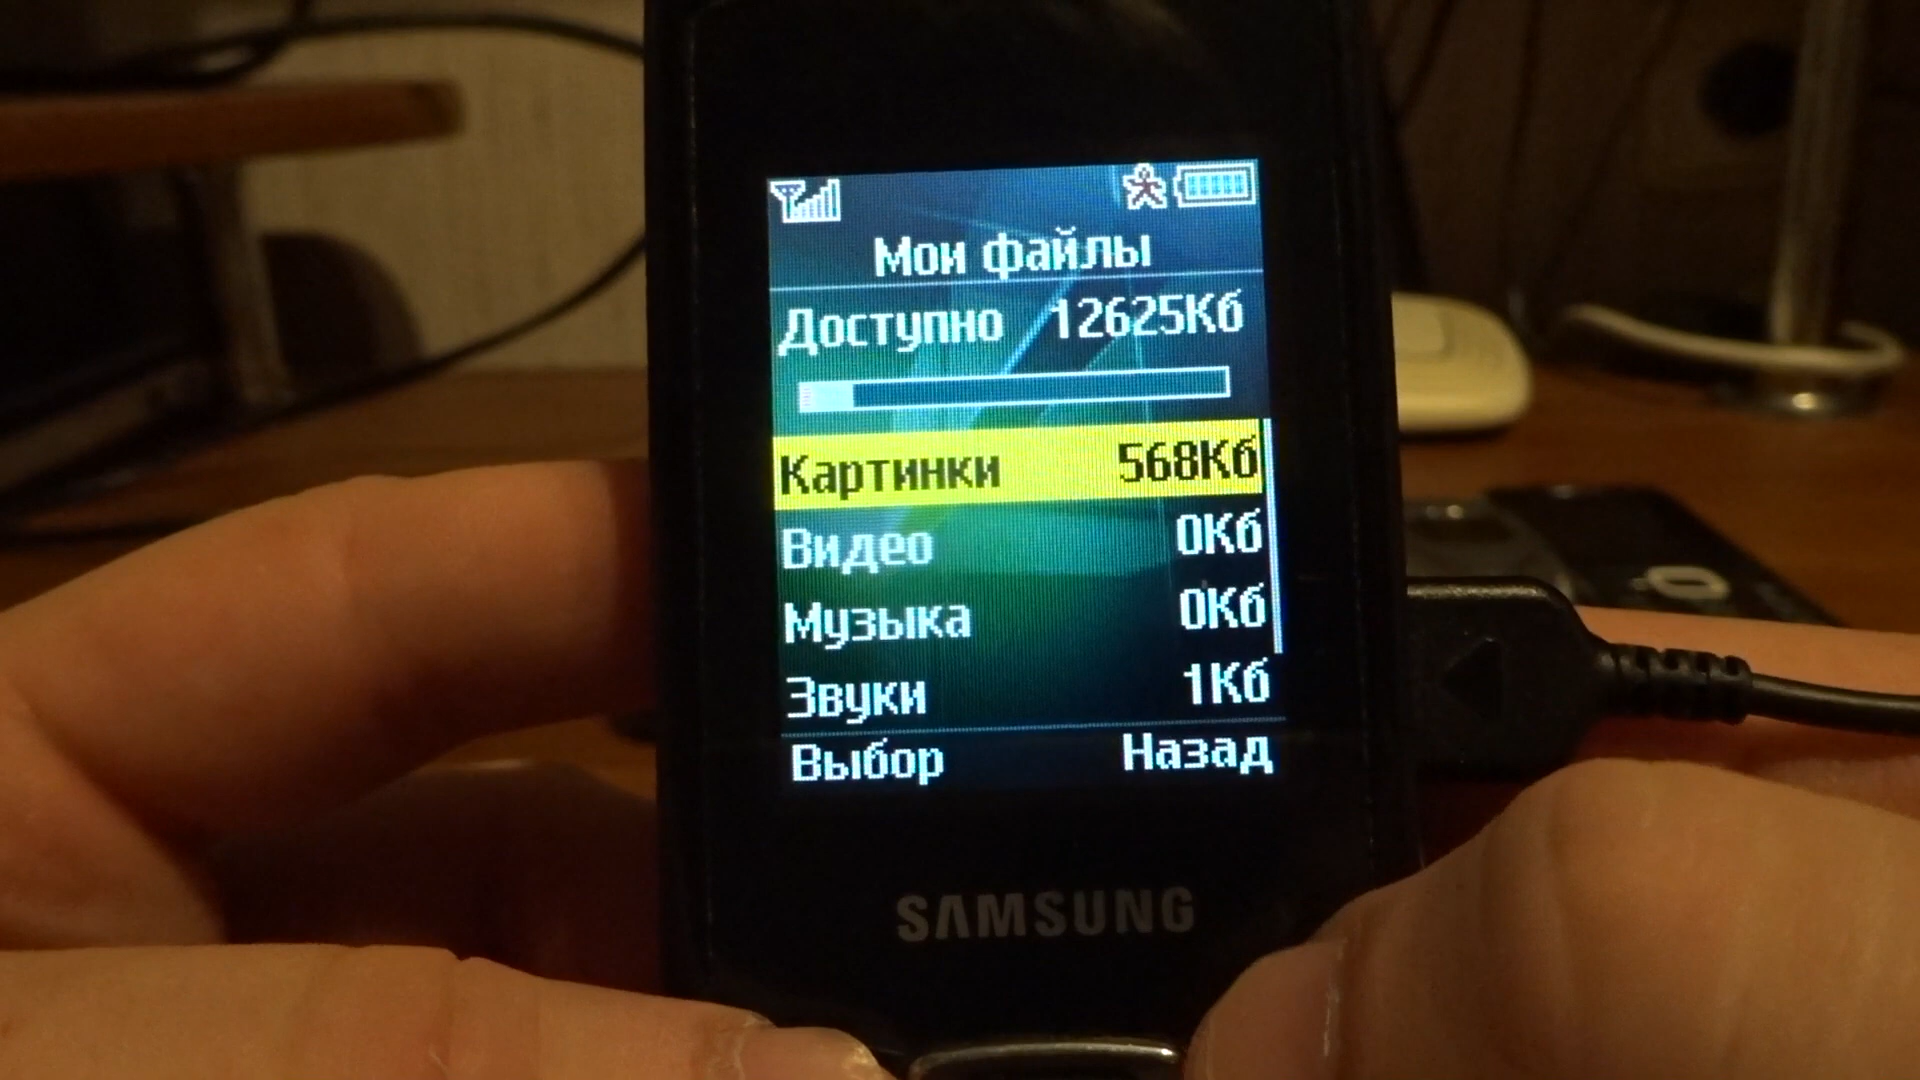 Мои файлы
Доступно 12625Кб
Картинки 568Кб
Видео 0Кб
Музыка 0Кб
Звуки 1Кб
Выбор Назад
SAMSUNG